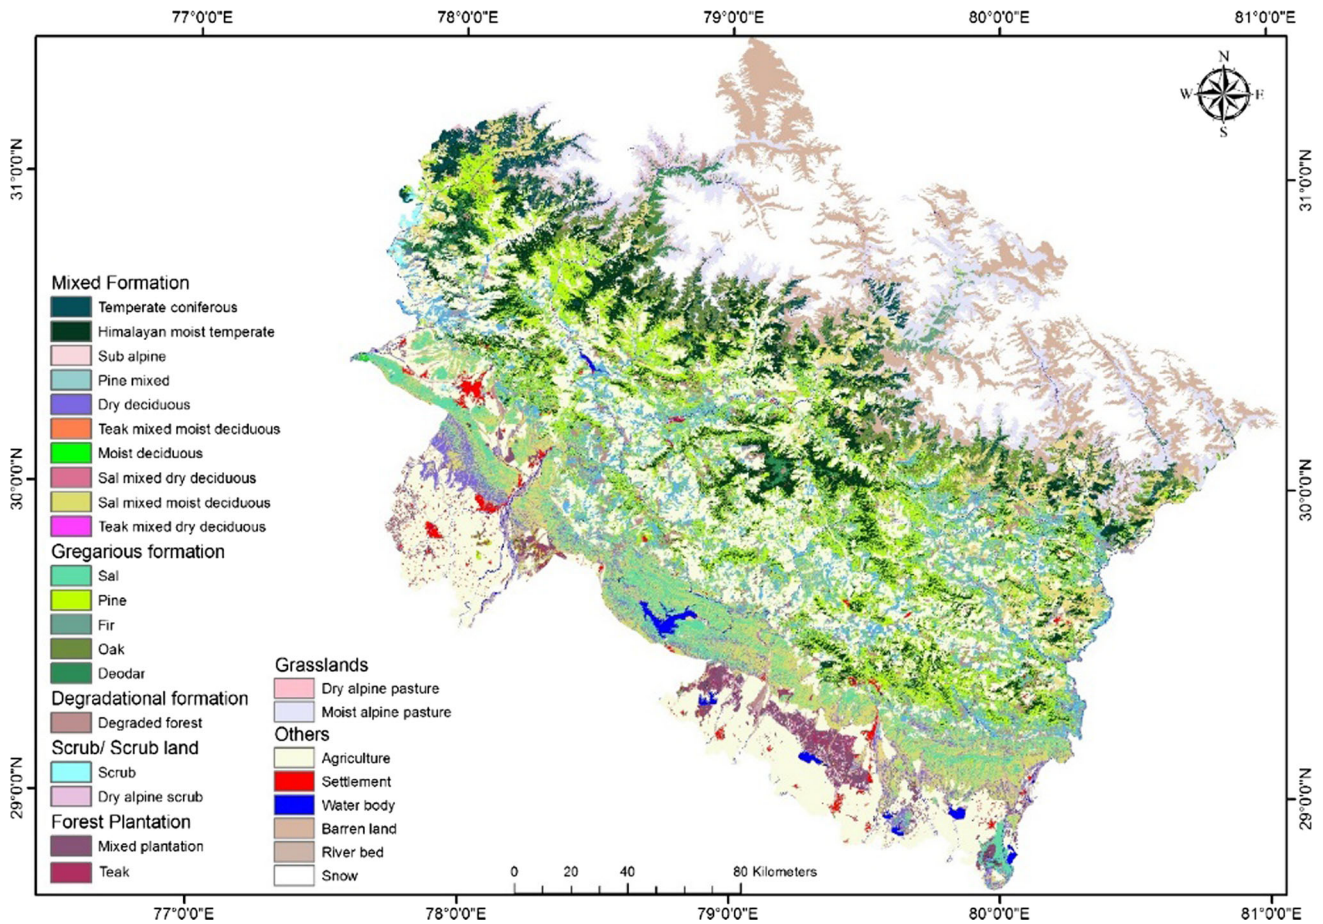 77°0'0"E 78°0'0"E 79°0'0"E 80°0'0"E 81°0'0"E
N
W E
S
31°0'0"N
31°0'0"N
30°0'0"N
30°0'0"N
29°0'0"N
29°0'0"N
Mixed Formation
Temperate coniferous
Himalayan moist temperate
Sub alpine
Pine mixed
Dry deciduous
Teak mixed moist deciduous
Moist deciduous
Sal mixed dry deciduous
Sal mixed moist deciduous
Teak mixed dry deciduous
Gregarious formation
Sal
Pine
Fir
Oak
Deodar
Degradational formation
Degraded forest
Scrub/ Scrub land
Scrub
Dry alpine scrub
Forest Plantation
Mixed plantation
Teak
Grasslands
Dry alpine pasture
Moist alpine pasture
Others
Agriculture
Settlement
Water body
Barren land
River bed
Snow
0 20 40 80 Kilometers
77°0'0"E 78°0'0"E 79°0'0"E 80°0'0"E 81°0'0"E